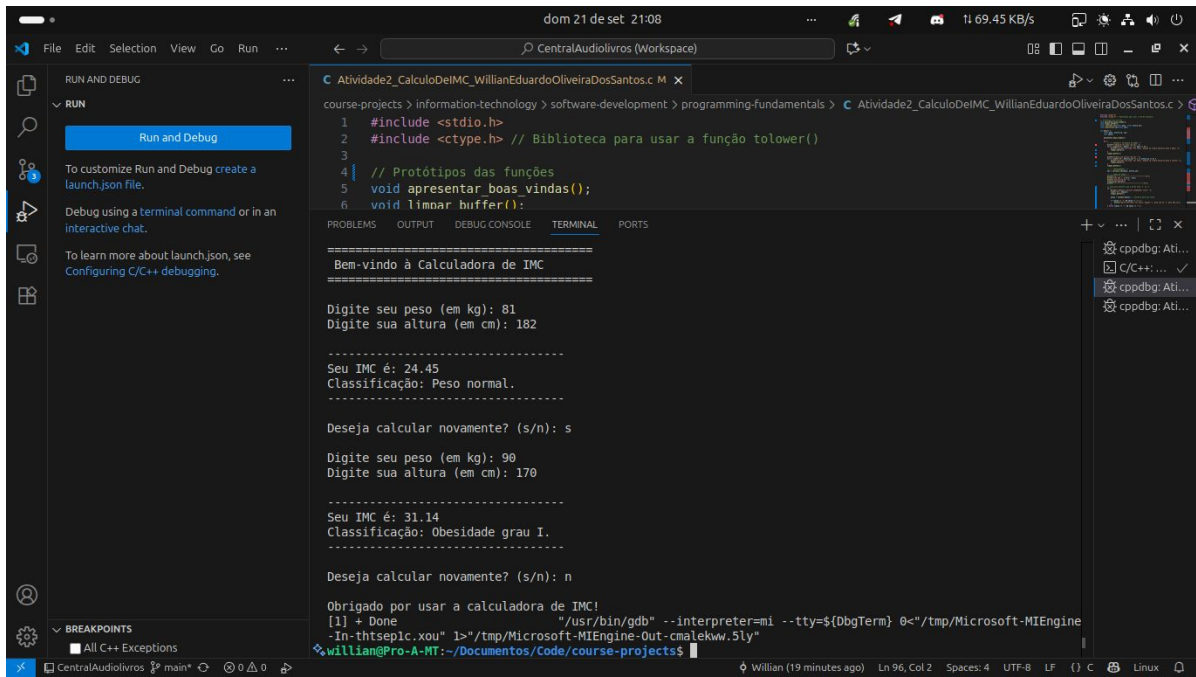 dom 21 de set 21:08
69.45 KB/s
File Edit Selection View Go Run ...
CentralAudiolivros (Workspace)
RUN AND DEBUG
RUN
Run and Debug
To customize Run and Debug create a
launch.json file.
Debug using a terminal command or in an
interactive chat.
To learn more about launch.json, see
Configuring C/C++ debugging.
BREAKPOINTS
All C++ Exceptions
C Atividade2_CalculoDeIMC_WillianEduardoOliveiraDosSantos.c M
course-projects > information-technology > software-development > programming-fundamentals > C Atividade2_CalculoDeIMC_WillianEduardoOliveiraDosSantos.c >
1 #include <stdio.h>
2 #include <ctype.h> // Biblioteca para usar a função tolower()
3
4 // Protótipos das funções
5 void apresentar_boas_vindas();
6 void limpar_buffer();
PROBLEMS OUTPUT DEBUG CONSOLE TERMINAL PORTS
=======================================
Bem-vindo à Calculadora de IMC
=======================================
Digite seu peso (em kg): 81
Digite sua altura (em cm): 182
-----------------------------------
Seu IMC é: 24.45
Classificação: Peso normal.
-----------------------------------
Deseja calcular novamente? (s/n): s
Digite seu peso (em kg): 90
Digite sua altura (em cm): 170
-----------------------------------
Seu IMC é: 31.14
Classificação: Obesidade grau I.
-----------------------------------
Deseja calcular novamente? (s/n): n
Obrigado por usar a calculadora de IMC!
[1] + Done "/usr/bin/gdb" --interpreter=mi --tty=${DbgTerm} 0<"/tmp/Microsoft-MIEngine
-In-thtsep1c.xou" 1>"/tmp/Microsoft-MIEngine-Out-cmalekww.5ly"
willian@Pro-A-MT:~/Documentos/Code/course-projects$
cppdbg: Ati...
C/C++: ...
cppdbg: Ati...
cppdbg: Ati...
3
CentralAudiolivros main* 0 0 Willian (19 minutes ago) Ln 96, Col 2 Spaces: 4 UTF-8 LF {} C Linux